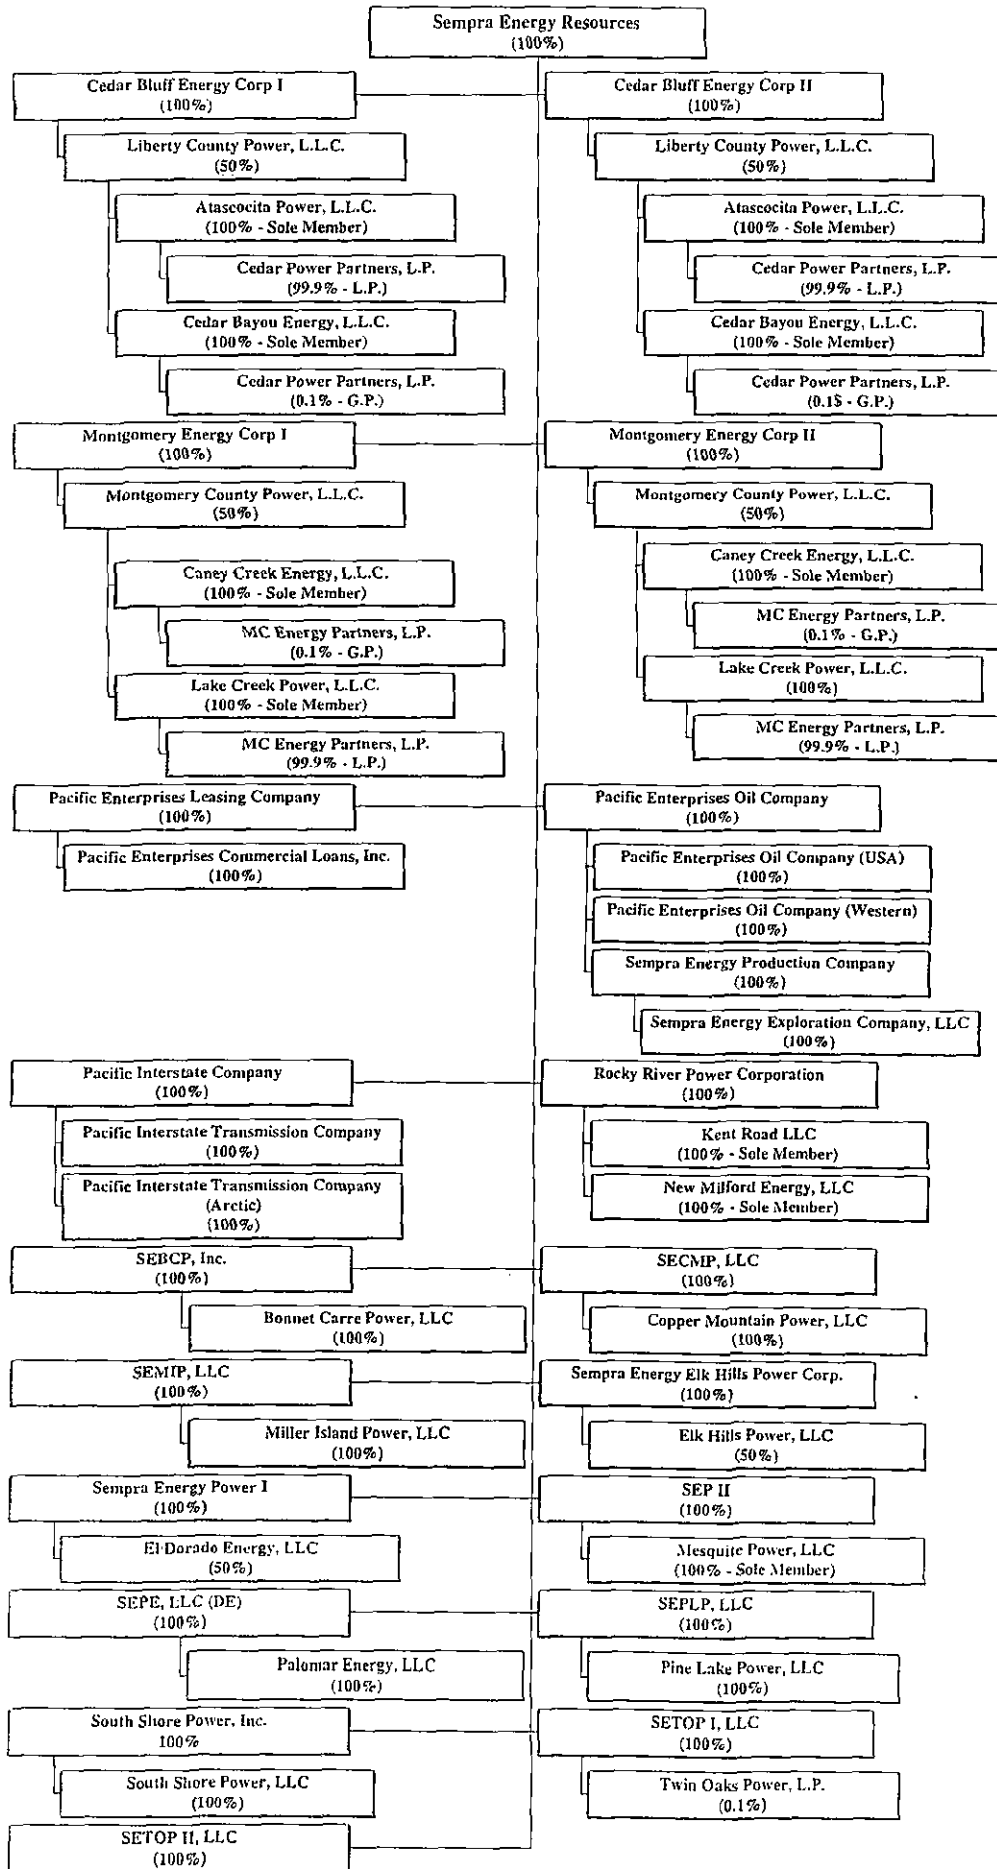 Sempra Energy Resources
(100%)
Cedar Bluff Energy Corp I
(100%)
Cedar Bluff Energy Corp II
(100%)
Liberty County Power, L.L.C.
(50%)
Liberty County Power, L.L.C.
(50%)
Atascocita Power, L.L.C.
(100% - Sole Member)
Atascocita Power, L.L.C.
(100% - Sole Member)
Cedar Power Partners, L.P.
(99.9% - L.P.)
Cedar Power Partners, L.P.
(99.9% - L.P.)
Cedar Bayou Energy, L.L.C.
(100% - Sole Member)
Cedar Bayou Energy, L.L.C.
(100% - Sole Member)
Cedar Power Partners, L.P.
(0.1% - G.P.)
Cedar Power Partners, L.P.
(0.1$ - G.P.)
Montgomery Energy Corp I
(100%)
Montgomery Energy Corp II
(100%)
Montgomery County Power, L.L.C.
(50%)
Montgomery County Power, L.L.C.
(50%)
Caney Creek Energy, L.L.C.
(100% - Sole Member)
Caney Creek Energy, L.L.C.
(100% - Sole Member)
MC Energy Partners, L.P.
(0.1% - G.P.)
MC Energy Partners, L.P.
(0.1% - G.P.)
Lake Creek Power, L.L.C.
(100% - Sole Member)
Lake Creek Power, L.L.C.
(100%)
MC Energy Partners, L.P.
(99.9% - L.P.)
MC Energy Partners, L.P.
(99.9% - L.P.)
Pacific Enterprises Leasing Company
(100%)
Pacific Enterprises Oil Company
(100%)
Pacific Enterprises Commercial Loans, Inc.
(100%)
Pacific Enterprises Oil Company (USA)
(100%)
Pacific Enterprises Oil Company (Western)
(100%)
Sempra Energy Production Company
(100%)
Sempra Energy Exploration Company, LLC
(100%)
Pacific Interstate Company
(100%)
Rocky River Power Corporation
(100%)
Pacific Interstate Transmission Company
(100%)
Kent Road LLC
(100% - Sole Member)
Pacific Interstate Transmission Company
(Arctic)
(100%)
New Milford Energy, LLC
(100% - Sole Member)
SEBCP, Inc.
(100%)
SECMP, LLC
(100%)
Bonnet Carre Power, LLC
(100%)
Copper Mountain Power, LLC
(100%)
SEMIP, LLC
(100%)
Sempra Energy Elk Hills Power Corp.
(100%)
Miller Island Power, LLC
(100%)
Elk Hills Power, LLC
(50%)
Sempra Energy Power I
(100%)
SEP II
(100%)
El Dorado Energy, LLC
(50%)
Mesquite Power, LLC
(100% - Sole Member)
SEPE, LLC (DE)
(100%)
SEPLP, LLC
(100%)
Palomar Energy, LLC
(100%)
Pine Lake Power, LLC
(100%)
South Shore Power, Inc.
100%
SETOP I, LLC
(100%)
South Shore Power, LLC
(100%)
Twin Oaks Power, L.P.
(0.1%)
SETOP II, LLC
(100%)